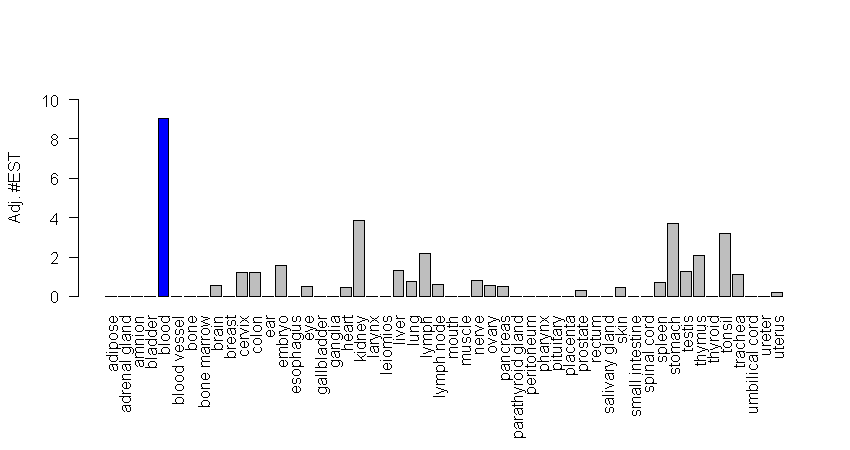 Adj. #EST
10
8
6
4
2
0
adipose
adrenal gland
amnion
bladder
blood
blood vessel
bone
bone marrow
brain
breast
cervix
colon
ear
embryo
esophagus
eye
gallbladder
ganglia
heart
kidney
larynx
leiomios
liver
lung
lymph
lymph node
mouth
muscle
nerve
ovary
pancreas
parathyroid gland
peritoneum
pharynx
pituitary
placenta
prostate
rectum
salivary gland
skin
small intestine
spinal cord
spleen
stomach
testis
thymus
thyroid
tonsil
trachea
umbilical cord
ureter
uterus